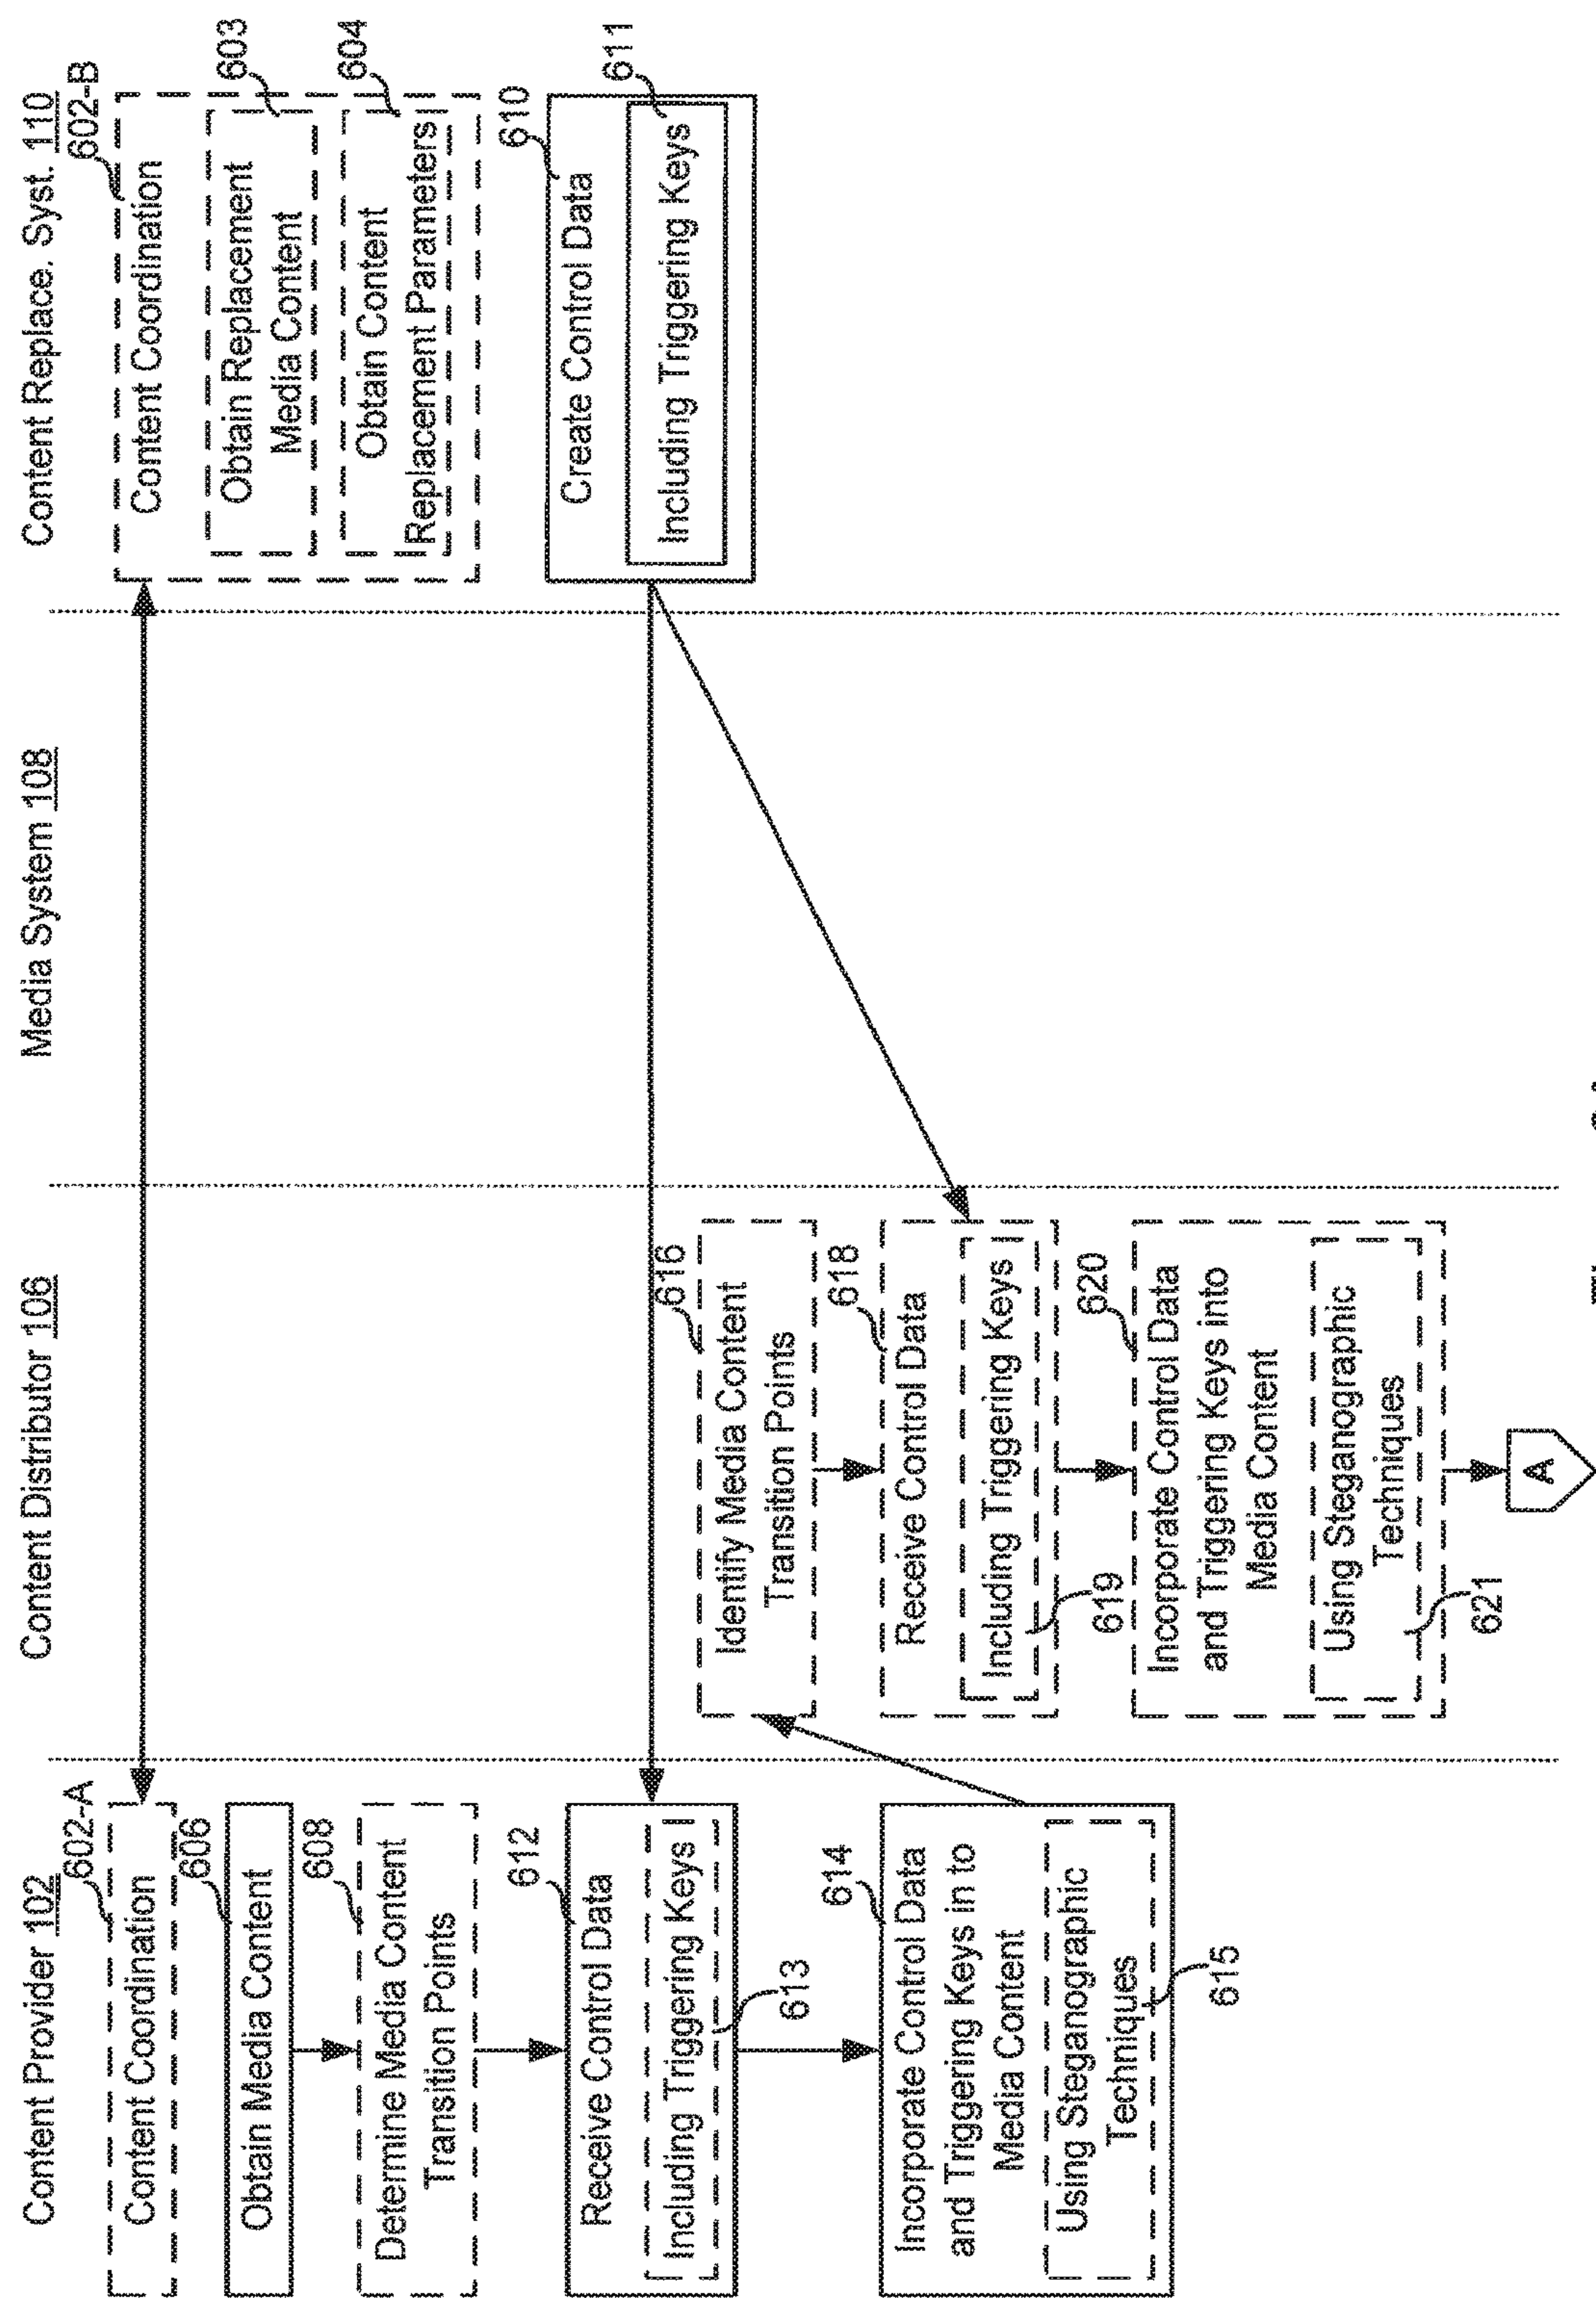 Content Provider 102
Content Distributor 106
Media System 108
Content Replace. Syst. 110
602-A
Content Coordination
606
Obtain Media Content
608
Determine Media Content
Transition Points
612
Receive Control Data
Including Triggering Keys
613
614
Incorporate Control Data
and Triggering Keys in to
Media Content
Using Steganographic
Techniques
615
616
Identify Media Content
Transition Points
618
Receive Control Data
Including Triggering Keys
619
620
Incorporate Control Data
and Triggering Keys into
Media Content
Using Steganographic
Techniques
621
A
602-B
Content Coordination
603
Obtain Replacement
Media Content
604
Obtain Content
Replacement Parameters
610
Create Control Data
611
Including Triggering Keys